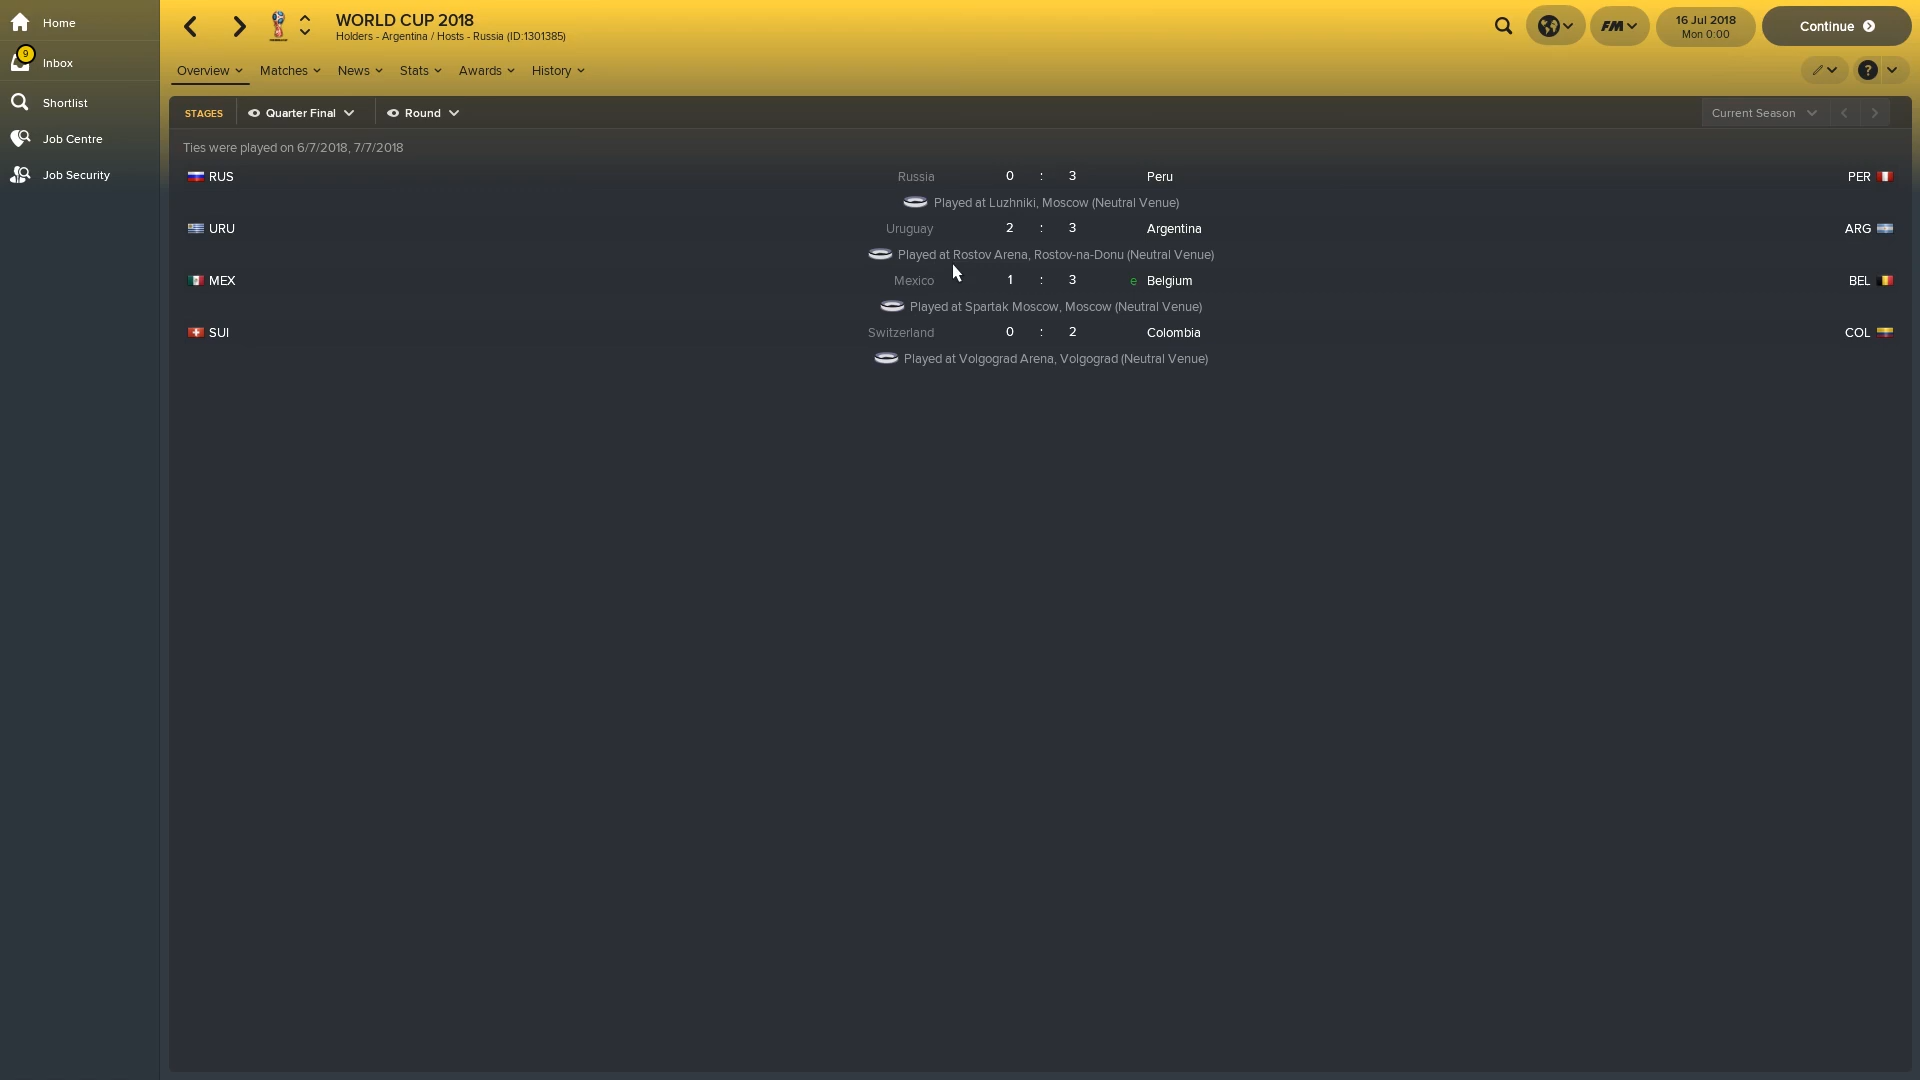 Home
9
Inbox
Shortlist
Job Centre
Job Security
WORLD CUP 2018
Holders - Argentina / Hosts - Russia (ID:1301385)
FM
16 Jul 2018
Mon 0:00
Continue
Overview Matches News Stats Awards History
?
STAGES Quarter Final Round Current Season
Ties were played on 6/7/2018, 7/7/2018
RUS Russia 0 : 3 Peru PER
Played at Luzhniki, Moscow (Neutral Venue)
URU Uruguay 2 : 3 Argentina ARG
Played at Rostov Arena, Rostov-na-Donu (Neutral Venue)
MEX Mexico 1 : 3 e Belgium BEL
Played at Spartak Moscow, Moscow (Neutral Venue)
SUI Switzerland 0 : 2 Colombia COL
Played at Volgograd Arena, Volgograd (Neutral Venue)